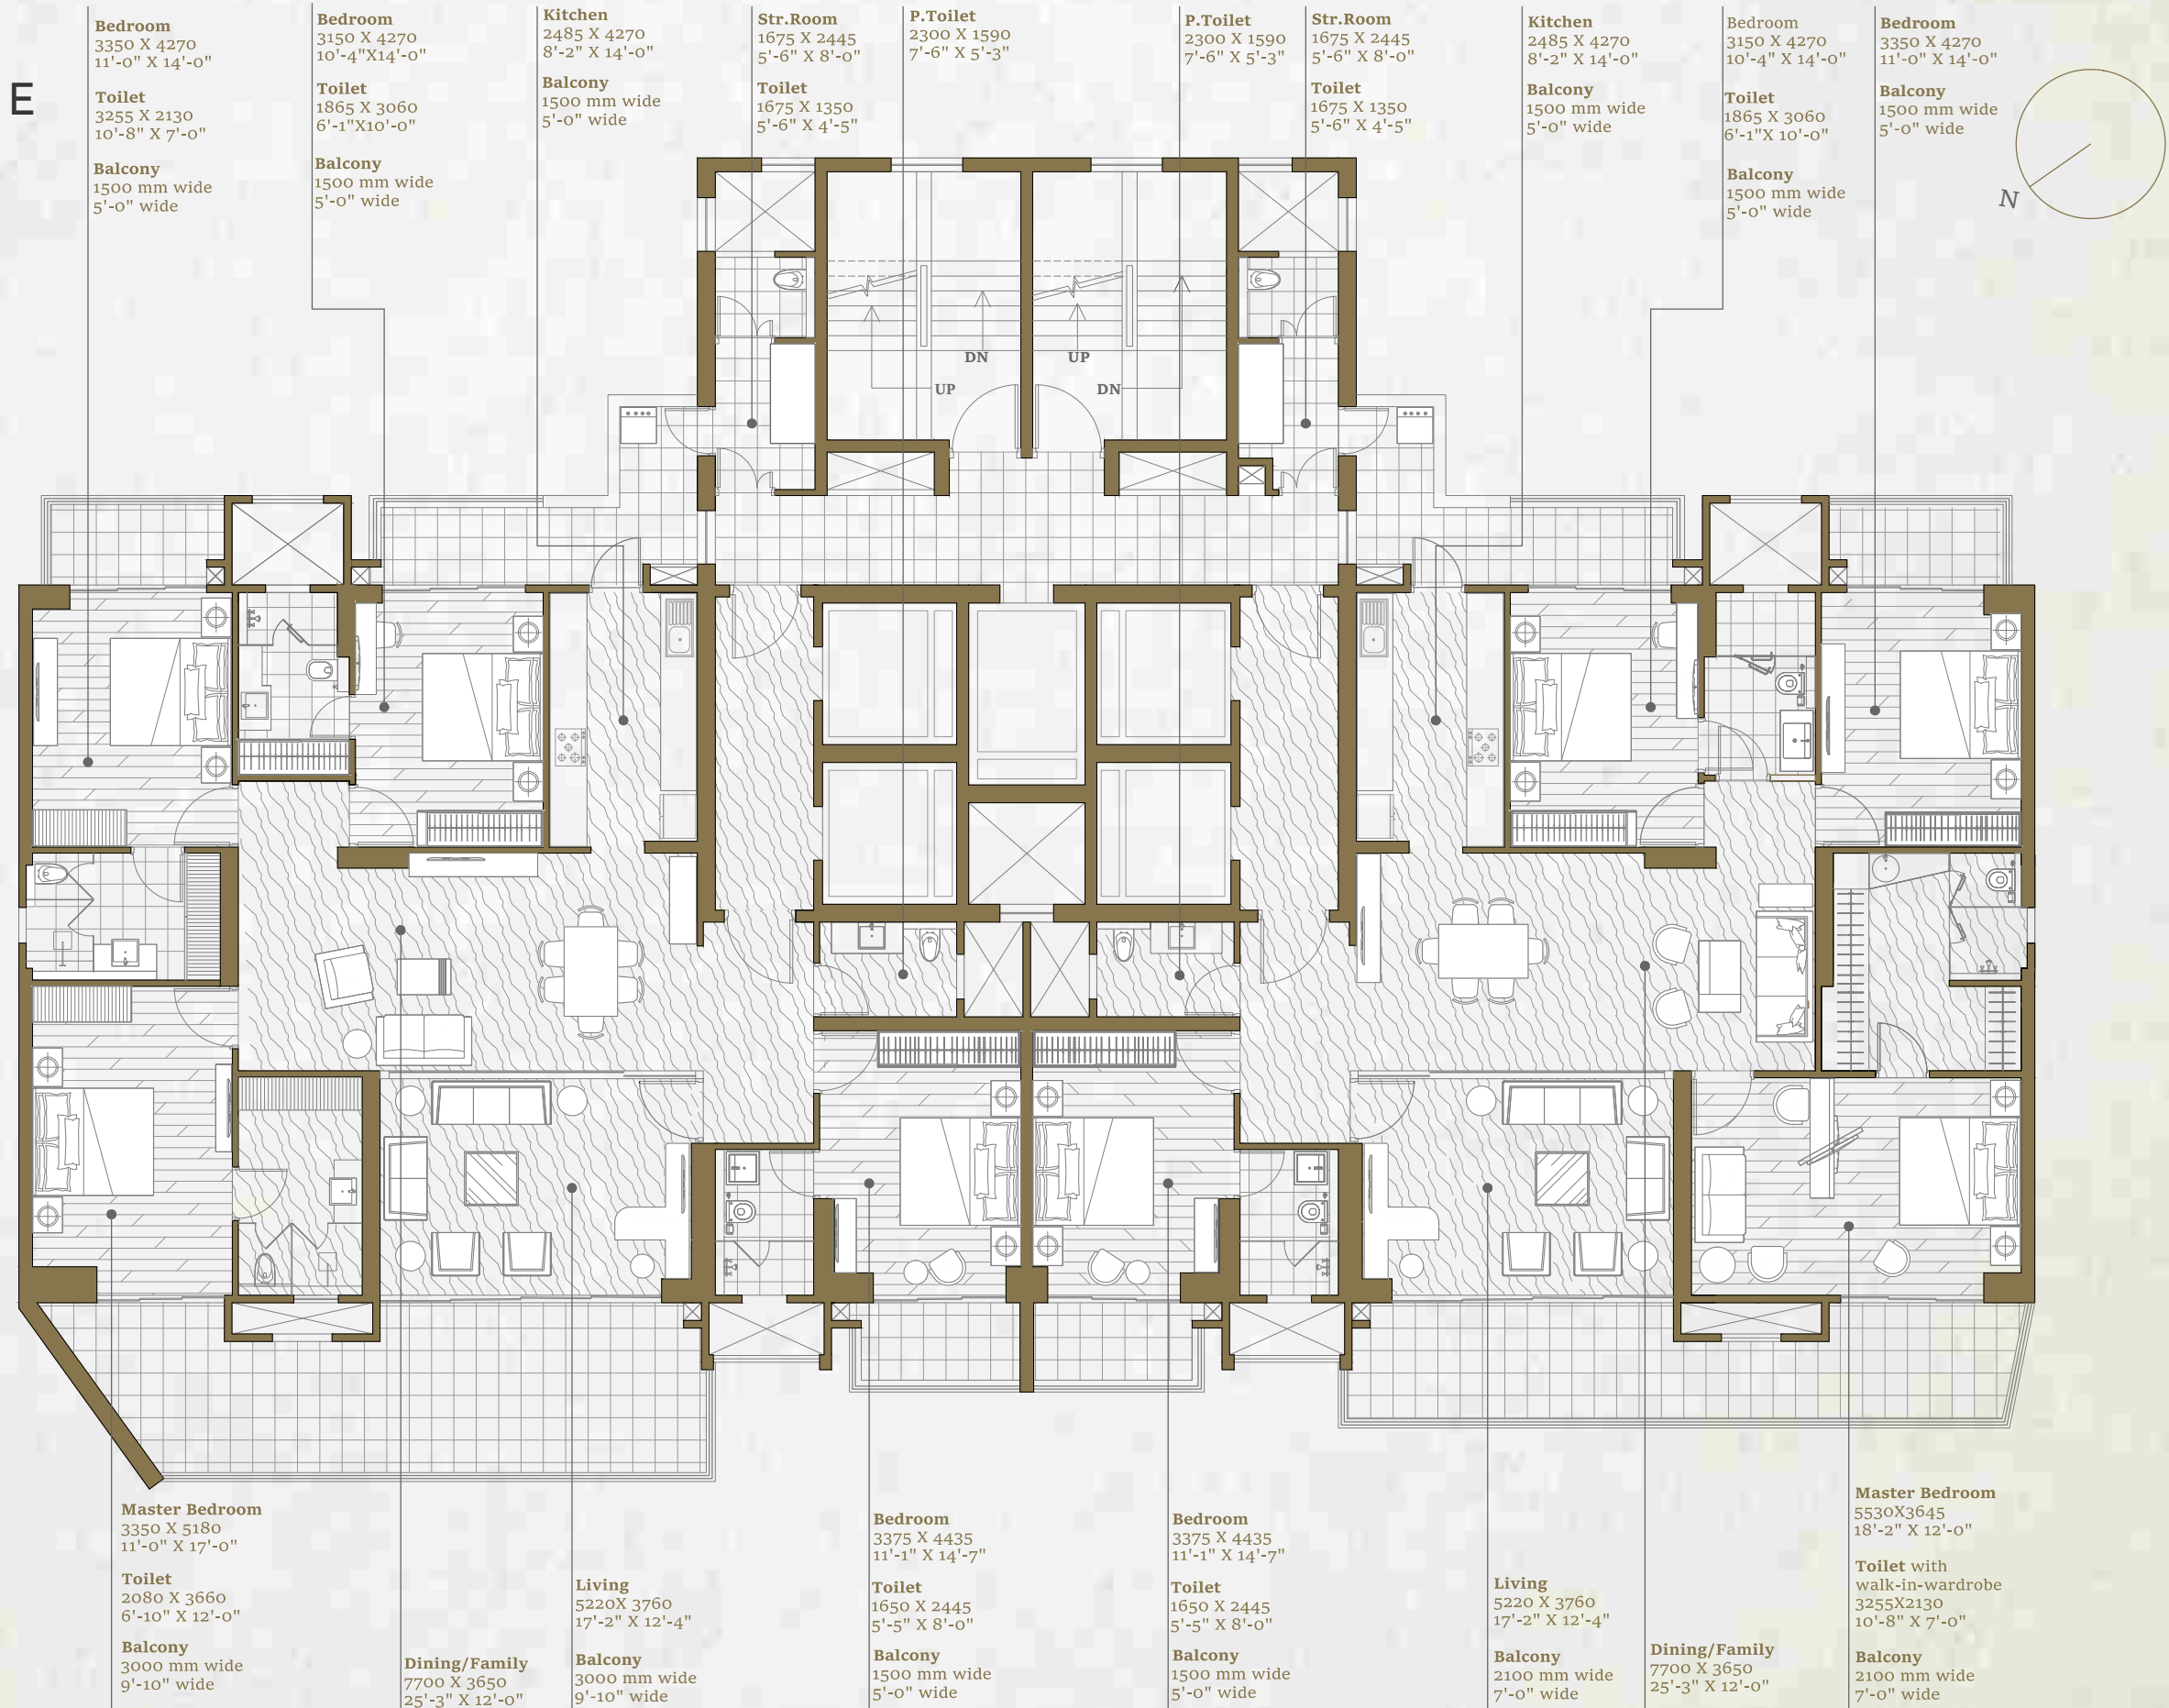 E
Bedroom
3350 X 4270
11'-0" X 14'-0"
Toilet
3255 X 2130
10'-8" X 7'-0"
Balcony
1500 mm wide
5'-0" wide
Bedroom
3150 X 4270
10'-4"X14'-0"
Toilet
1865 X 3060
6'-1"X10'-0"
Balcony
1500 mm wide
5'-0" wide
Kitchen
2485 X 4270
8'-2" X 14'-0"
Balcony
1500 mm wide
5'-0" wide
Str.Room
1675 X 2445
5'-6" X 8'-0"
Toilet
1675 X 1350
5'-6" X 4'-5"
P.Toilet
2300 X 1590
7'-6" X 5'-3"
P.Toilet
2300 X 1590
7'-6" X 5'-3"
Str.Room
1675 X 2445
5'-6" X 8'-0"
Toilet
1675 X 1350
5'-6" X 4'-5"
Kitchen
2485 X 4270
8'-2" X 14'-0"
Balcony
1500 mm wide
5'-0" wide
Bedroom
3150 X 4270
10'-4" X 14'-0"
Toilet
1865 X 3060
6'-1"X 10'-0"
Balcony
1500 mm wide
5'-0" wide
Bedroom
3350 X 4270
11'-0" X 14'-0"
Balcony
1500 mm wide
5'-0" wide
N
DN
UP
UP
DN
Master Bedroom
3350 X 5180
11'-0" X 17'-0"
Toilet
2080 X 3660
6'-10" X 12'-0"
Balcony
3000 mm wide
9'-10" wide
Dining/Family
7700 X 3650
25'-3" X 12'-0"
Living
5220X 3760
17'-2" X 12'-4"
Balcony
3000 mm wide
9'-10" wide
Bedroom
3375 X 4435
11'-1" X 14'-7"
Toilet
1650 X 2445
5'-5" X 8'-0"
Balcony
1500 mm wide
5'-0" wide
Bedroom
3375 X 4435
11'-1" X 14'-7"
Toilet
1650 X 2445
5'-5" X 8'-0"
Balcony
1500 mm wide
5'-0" wide
Living
5220 X 3760
17'-2" X 12'-4"
Balcony
2100 mm wide
7'-0" wide
Dining/Family
7700 X 3650
25'-3" X 12'-0"
Master Bedroom
5530X3645
18'-2" X 12'-0"
Toilet with
walk-in-wardrobe
3255X2130
10'-8" X 7'-0"
Balcony
2100 mm wide
7'-0" wide